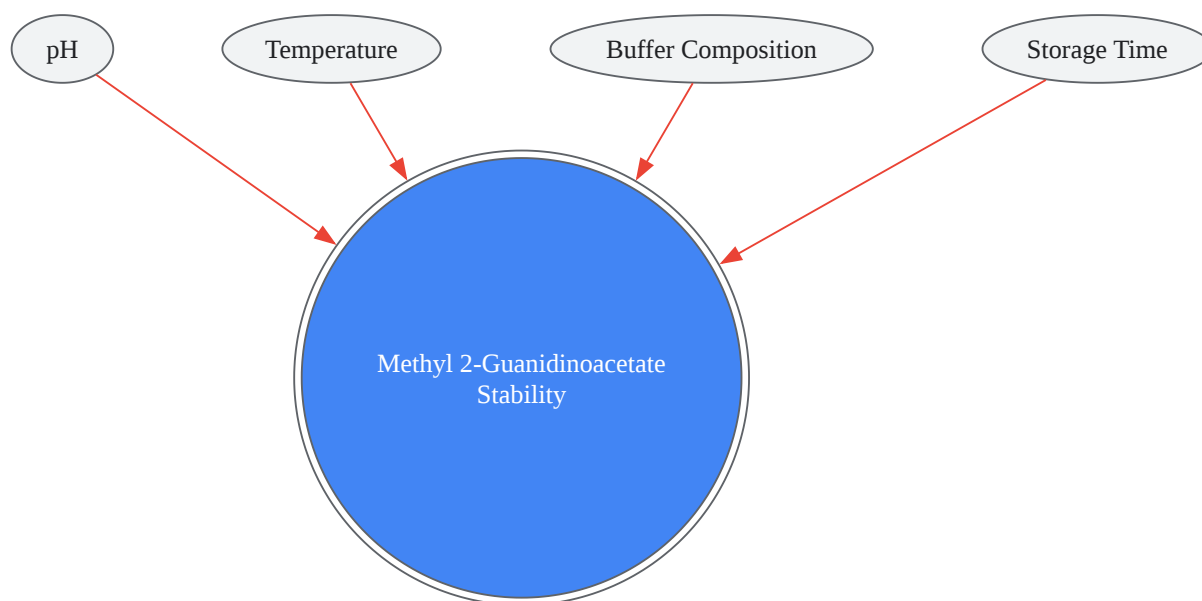 pH
Temperature
Buffer Composition
Storage Time
Methyl 2-Guanidinoacetate
Stability